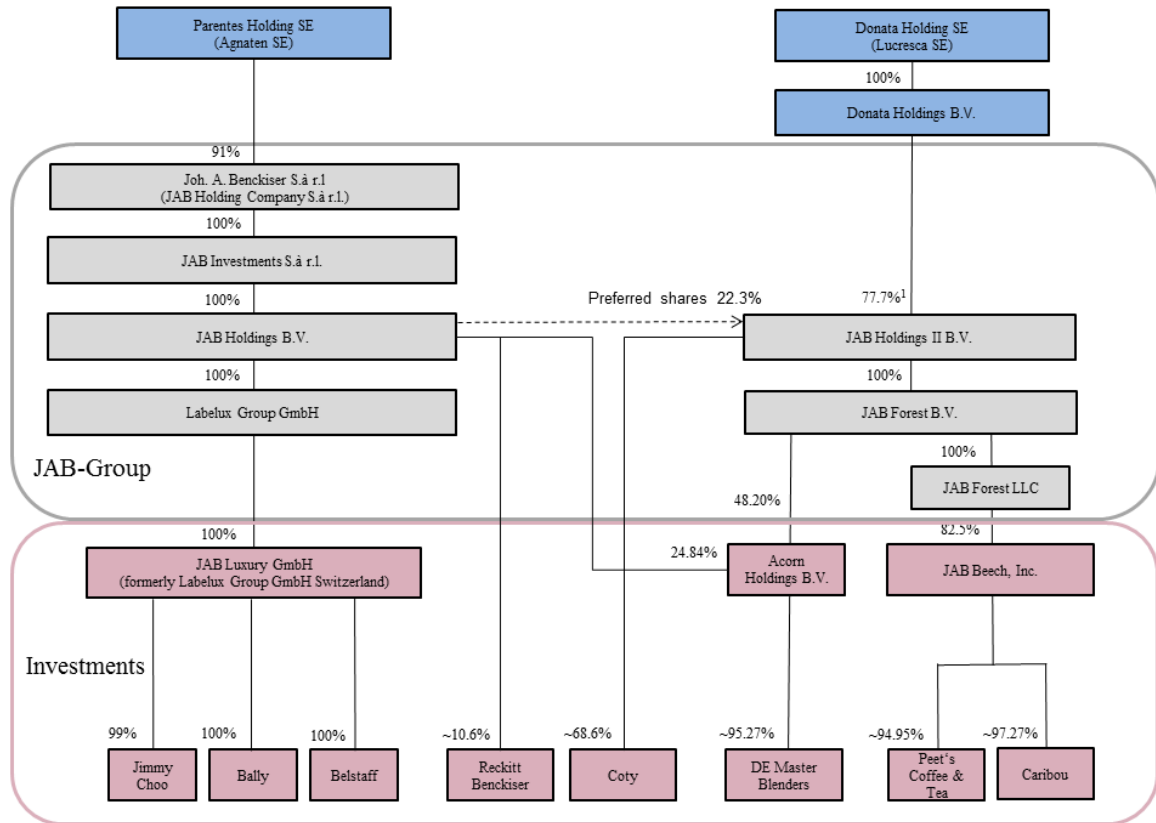 Parentes Holding SE
(Agnaten SE)
Donata Holding SE
(Lucresca SE)
100%
Donata Holdings B.V.
91%
Joh. A. Benckiser S.à r.l
(JAB Holding Company S.à r.l.)
100%
JAB Investments S.à r.l.
100%
Preferred shares 22.3%
77.7%¹
JAB Holdings B.V.
JAB Holdings II B.V.
100%
100%
Labelux Group GmbH
JAB Forest B.V.
JAB-Group
100%
JAB Forest LLC
48.20%
100%
82.5%
JAB Luxury GmbH
(formerly Labelux Group GmbH Switzerland)
24.84%
Acorn
Holdings B.V.
JAB Beech, Inc.
Investments
99%
100%
100%
~10.6%
~68.6%
~95.27%
~94.95%
~97.27%
Jimmy
Choo
Bally
Belstaff
Reckitt
Benckiser
Coty
DE Master
Blenders
Peet‘s
Coffee &
Tea
Caribou